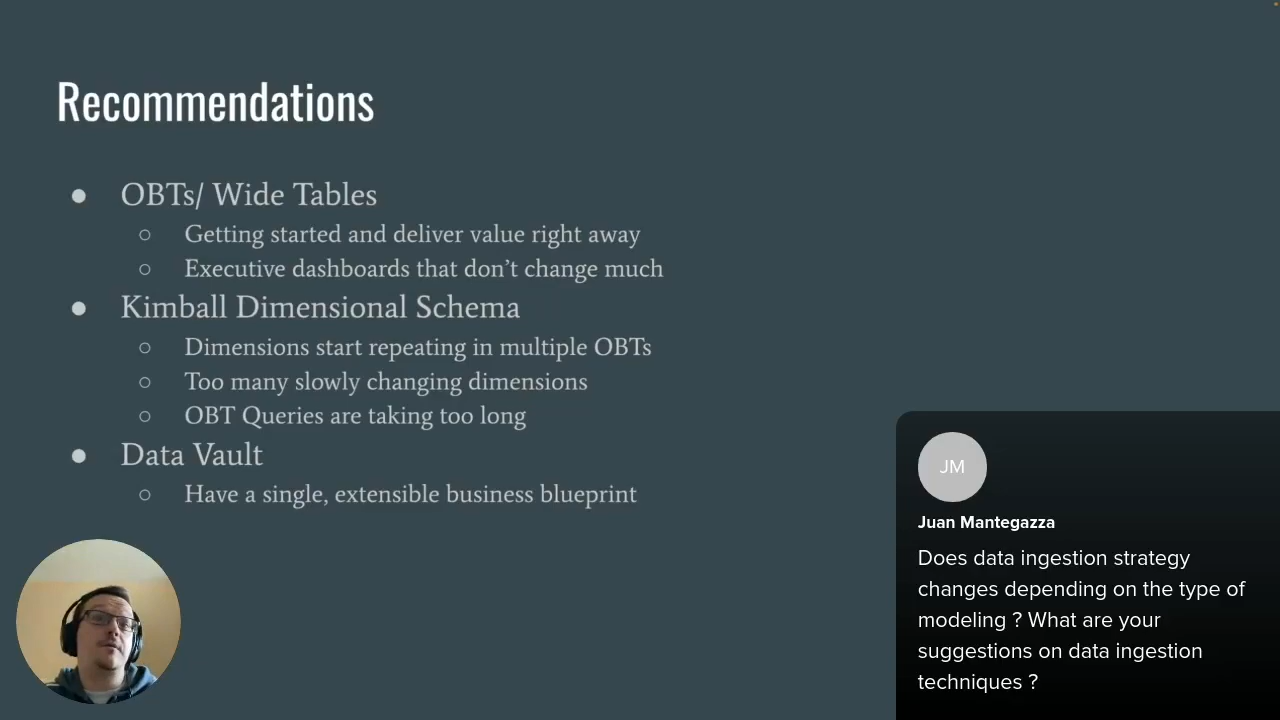 Recommendations
● OBTs/ Wide Tables
○ Getting started and deliver value right away
○ Executive dashboards that don’t change much
● Kimball Dimensional Schema
○ Dimensions start repeating in multiple OBTs
○ Too many slowly changing dimensions
○ OBT Queries are taking too long
● Data Vault
○ Have a single, extensible business blueprint
JM
Juan Mantegazza
Does data ingestion strategy
changes depending on the type of
modeling ? What are your
suggestions on data ingestion
techniques ?